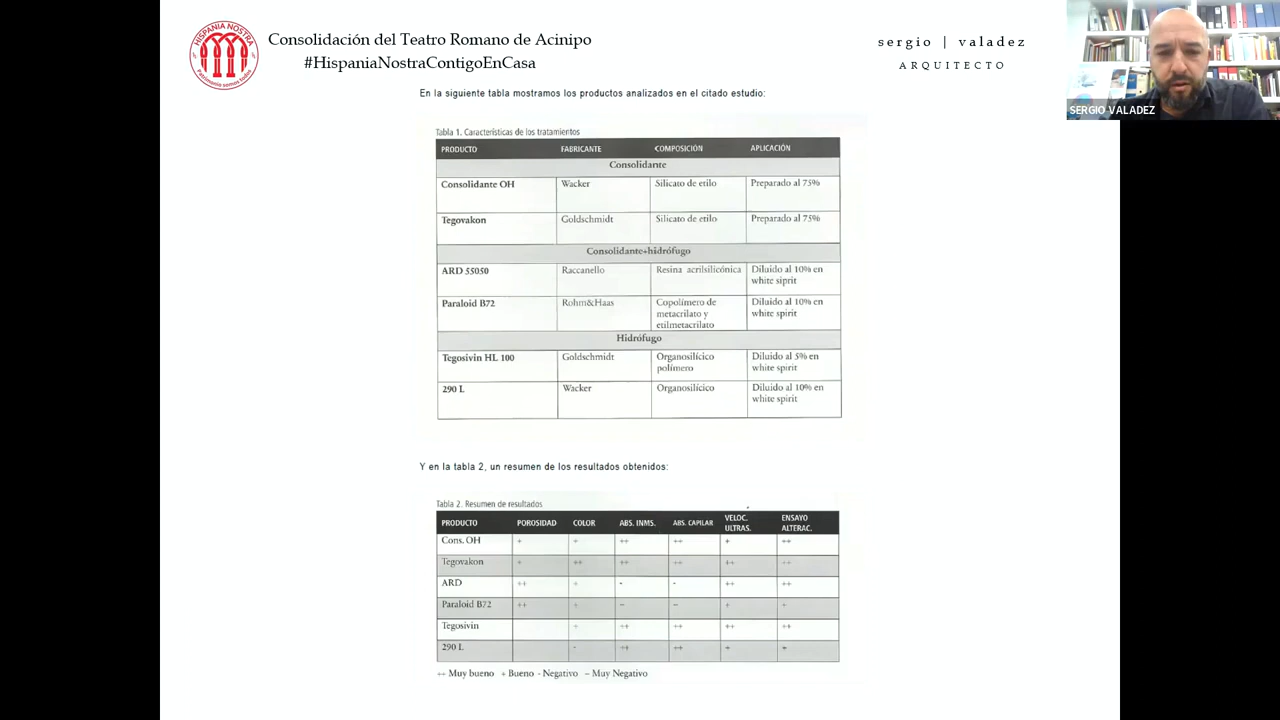 HISPANIA NOSTRA
Patrimonio somos todos
Consolidación del Teatro Romano de Acinipo
#HispaniaNostraContigoEnCasa
sergio | valadez
ARQUITECTO
SERGIO VALADEZ
En la siguiente tabla mostramos los productos analizados en el citado estudio:
Tabla 1. Características de los tratamientos
PRODUCTO FABRICANTE COMPOSICIÓN APLICACIÓN
Consolidante
Consolidante OH Wacker Silicato de etilo Preparado al 75%
Tegovakon Goldschmidt Silicato de etilo Preparado al 75%
Consolidante+hidrófugo
ARD 55050 Raccanello Resina acrilsilicónica Diluido al 10% en
white siprit
Paraloid B72 Rohm&Haas Copolímero de Diluido al 10% en
metacrilato y white spirit
etilmetacrilato
Hidrófugo
Tegosivin HL 100 Goldschmidt Organosilícico Diluido al 5% en
polímero white spirit
290 L Wacker Organosilícico Diluido al 10% en
white spirit
Y en la tabla 2, un resumen de los resultados obtenidos:
Tabla 2. Resumen de resultados
PRODUCTO POROSIDAD COLOR ABS. INMS. ABS. CAPILAR VELOC. ULTRAS. ENSAYO ALTERAC.
Cons. OH + + ++ ++ + ++
Tegovakon + ++ ++ ++ ++ ++
ARD ++ + - - ++ ++
Paraloid B72 ++ + -- -- + +
Tegosivin + ++ ++ ++ ++
290 L - ++ ++ + +
++ Muy bueno + Bueno - Negativo -- Muy Negativo